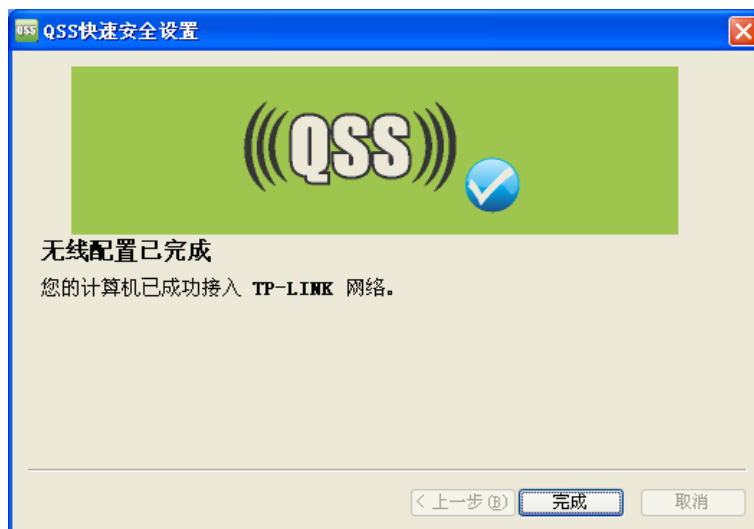 QSS QSS快速安全设置
QSS
无线配置已完成
您的计算机已成功接入 TP-LINK 网络。
< 上一步(B) 完成 取消